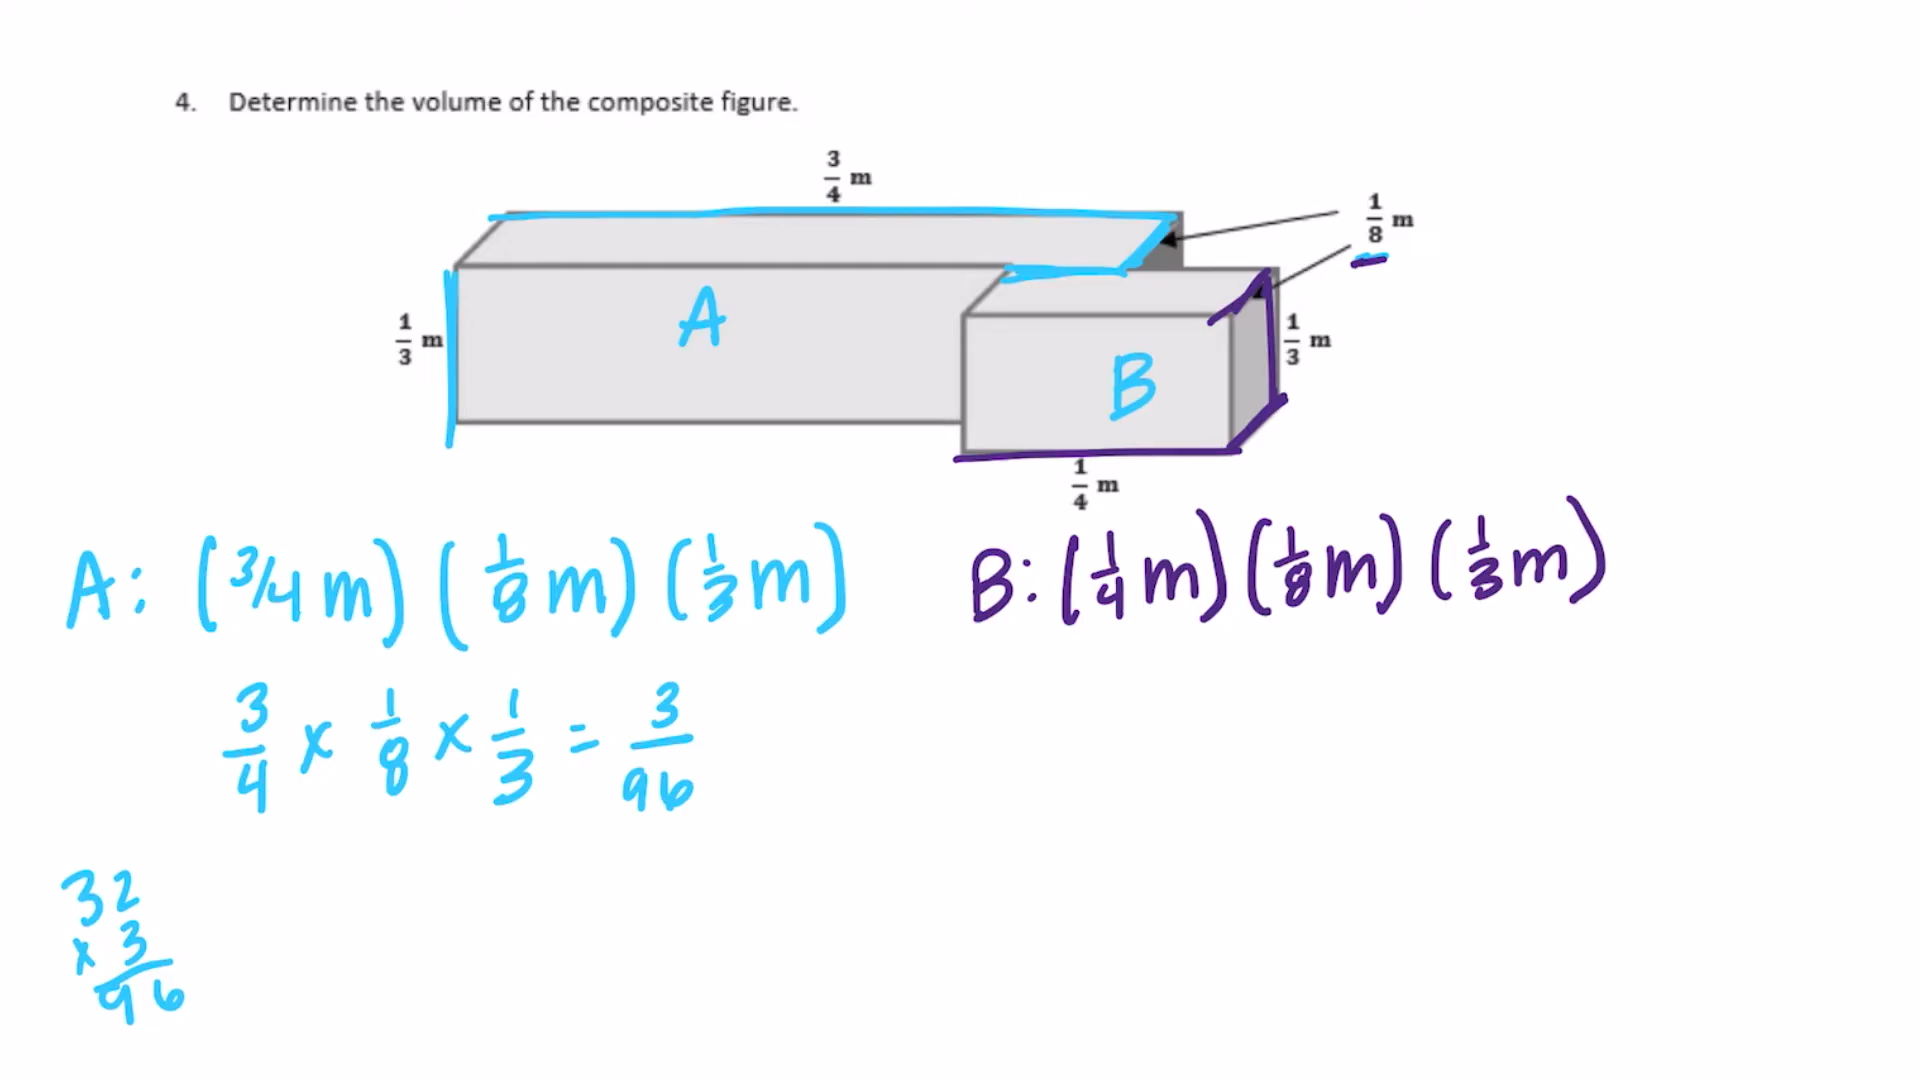 4. Determine the volume of the composite figure.
3/4 m
1/8 m
1/3 m
A
B
1/3 m
1/4 m
A: (3/4 m) (1/8 m) (1/3 m)
B: (1/4 m) (1/8 m) (1/3 m)
3/4 x 1/8 x 1/3 = 3/96
32
x 3
96